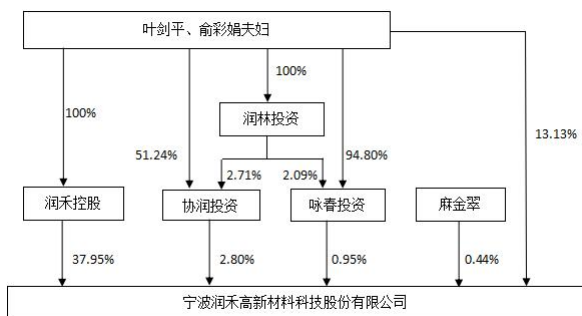 叶剑平、俞彩娟夫妇
100%
润林投资
100%
51.24%
2.71%
2.09%
94.80%
13.13%
润禾控股
协润投资
咏春投资
麻金翠
37.95%
2.80%
0.95%
0.44%
宁波润禾高新材料科技股份有限公司